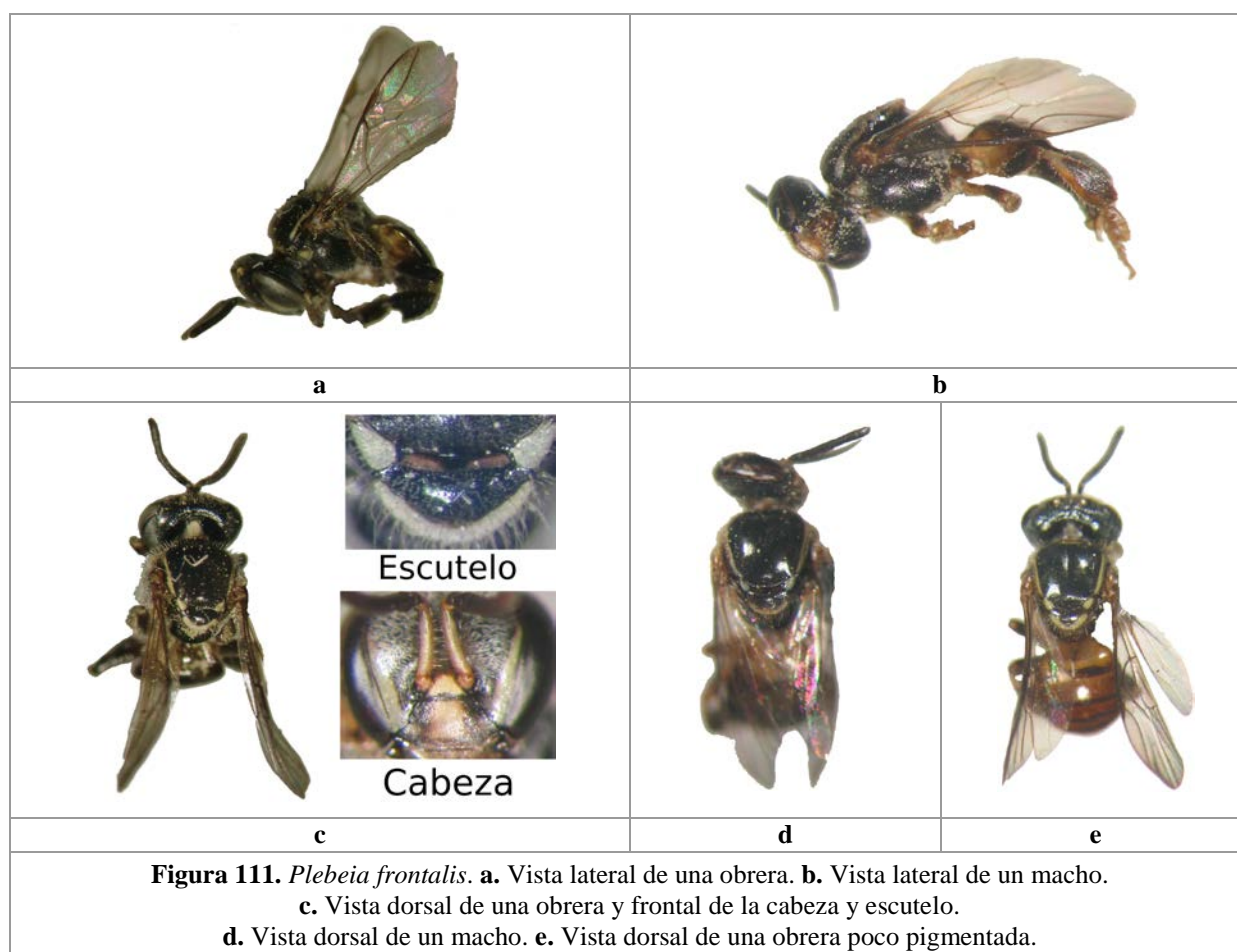 a
b
Escutelo
Cabeza
c
d
e
Figura 111. Plebeia frontalis. a. Vista lateral de una obrera. b. Vista lateral de un macho.
c. Vista dorsal de una obrera y frontal de la cabeza y escutelo.
d. Vista dorsal de un macho. e. Vista dorsal de una obrera poco pigmentada.